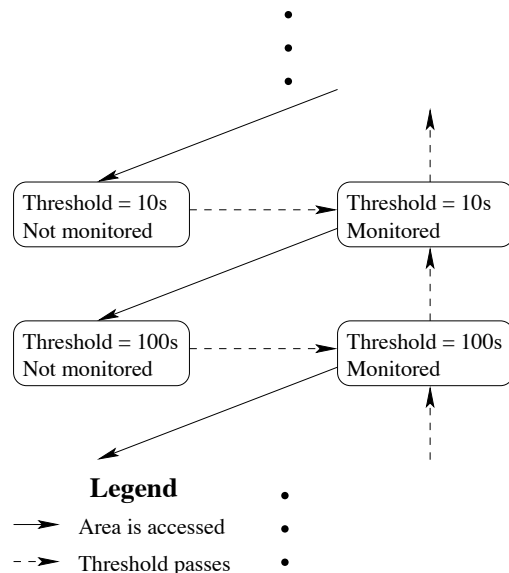 Threshold = 10s
Not monitored
Threshold = 10s
Monitored
Threshold = 100s
Not monitored
Threshold = 100s
Monitored
Legend
Area is accessed
Threshold passes